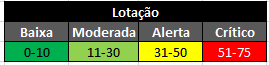 Lotação
Baixa Moderada Alerta Crítico
0-10 11-30 31-50 51-75